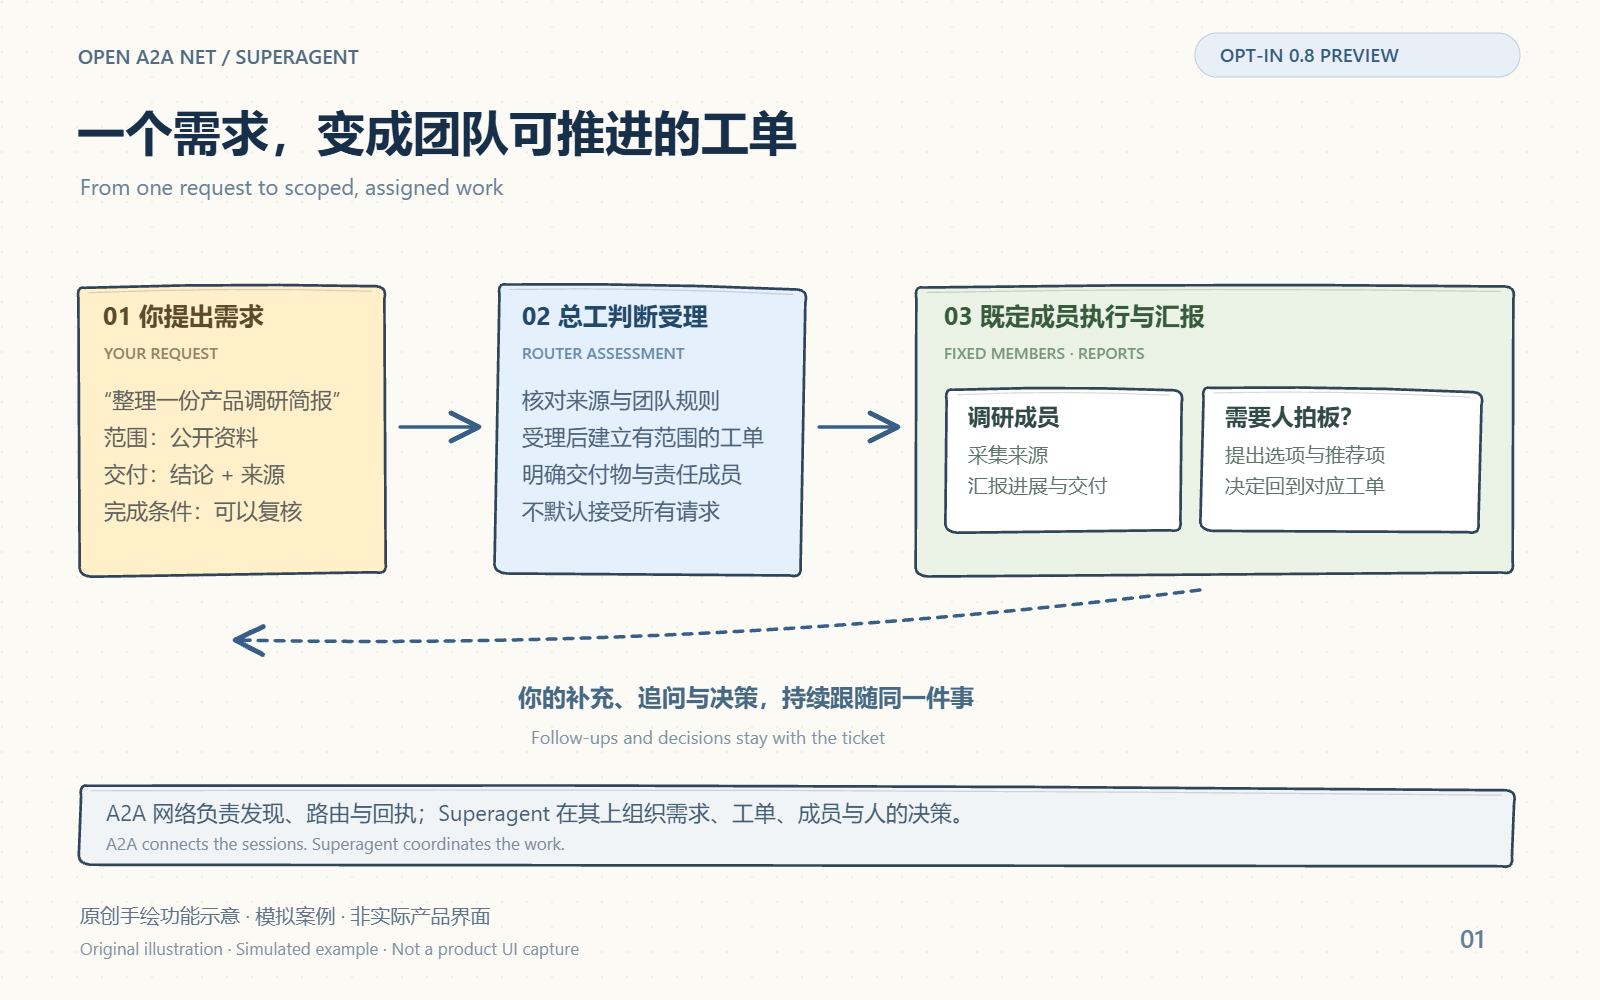 OPEN A2A NET / SUPERAGENT
OPT-IN 0.8 PREVIEW
一个需求，变成团队可推进的工单
From one request to scoped, assigned work
01 你提出需求
YOUR REQUEST
“整理一份产品调研简报”
范围：公开资料
交付：结论 + 来源
完成条件：可以复核
02 总工判断受理
ROUTER ASSESSMENT
核对来源与团队规则
受理后建立有范围的工单
明确交付物与责任成员
不默认接受所有请求
03 既定成员执行与汇报
FIXED MEMBERS · REPORTS
调研成员
采集来源
汇报进展与交付
需要人拍板？
提出选项与推荐项
决定回到对应工单
你的补充、追问与决策，持续跟随同一件事
Follow-ups and decisions stay with the ticket
A2A 网络负责发现、路由与回执；Superagent 在其上组织需求、工单、成员与人的决策。
A2A connects the sessions. Superagent coordinates the work.
原创手绘功能示意 · 模拟案例 · 非实际产品界面
Original illustration · Simulated example · Not a product UI capture
01